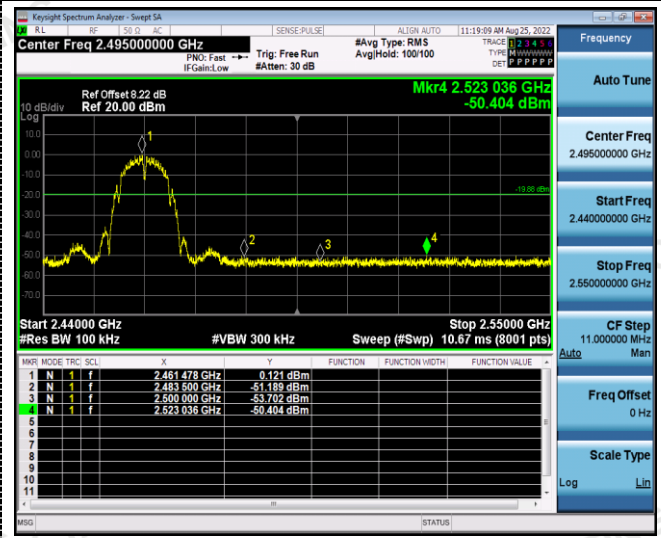 Keysight Spectrum Analyzer - Swept SA
RL RF 50 Ω AC SENSE:PULSE ALIGN AUTO 11:19:09 AM Aug 25, 2022
Center Freq 2.495000000 GHz #Avg Type: RMS TRACE 1 2 3 4 5 6
PNO: Fast Trig: Free Run Avg|Hold: 100/100 TYPE M WWWWW
IFGain:Low #Atten: 30 dB DET P P P P P P
Frequency
Auto Tune
Center Freq
2.495000000 GHz
Start Freq
2.440000000 GHz
Stop Freq
2.550000000 GHz
CF Step
11.000000 MHz
Auto Man
Freq Offset
0 Hz
Scale Type
Log Lin
Mkr4 2.523 036 GHz
-50.404 dBm
Ref Offset 8.22 dB
10 dB/div Ref 20.00 dBm
Log
10.0
0.00
-10.0
-20.0
-30.0
-40.0
-50.0
-60.0
-70.0
1
2
3
4
-19.88 dBm
Start 2.44000 GHz Stop 2.55000 GHz
#Res BW 100 kHz #VBW 300 kHz Sweep (#Swp) 10.67 ms (8001 pts)
MKR MODE TRC SCL X Y FUNCTION FUNCTION WIDTH FUNCTION VALUE
1 N 1 f 2.461 478 GHz 0.121 dBm
2 N 1 f 2.483 500 GHz -51.189 dBm
3 N 1 f 2.500 000 GHz -53.702 dBm
4 N 1 f 2.523 036 GHz -50.404 dBm
5
6
7
8
9
10
11
MSG STATUS